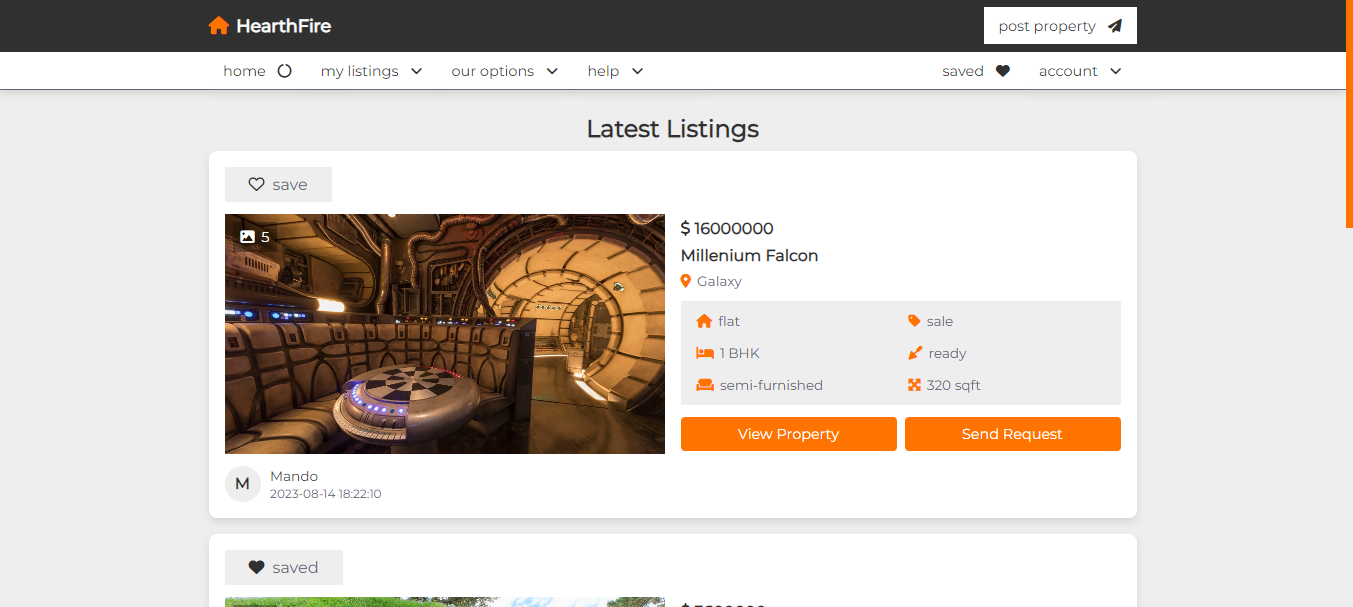 HearthFire
post property
home my listings our options help saved account
Latest Listings
save
5
$ 16000000
Millenium Falcon
Galaxy
flat sale
1 BHK ready
semi-furnished 320 sqft
View Property Send Request
M Mando
2023-08-14 18:22:10
saved